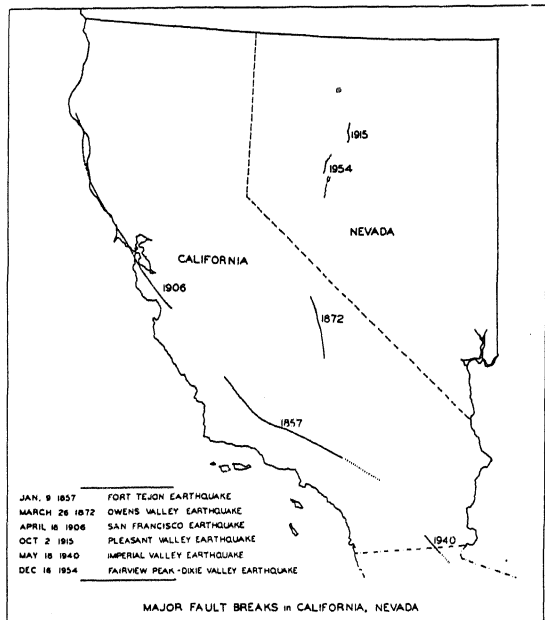 1915
1954
NEVADA
CALIFORNIA
1906
1872
1857
1940
JAN. 9 1857 FORT TEJON EARTHQUAKE
MARCH 26 1872 OWENS VALLEY EARTHQUAKE
APRIL 18 1906 SAN FRANCISCO EARTHQUAKE
OCT 2 1915 PLEASANT VALLEY EARTHQUAKE
MAY 18 1940 IMPERIAL VALLEY EARTHQUAKE
DEC 16 1954 FAIRVIEW PEAK - DIXIE VALLEY EARTHQUAKE
MAJOR FAULT BREAKS in CALIFORNIA, NEVADA